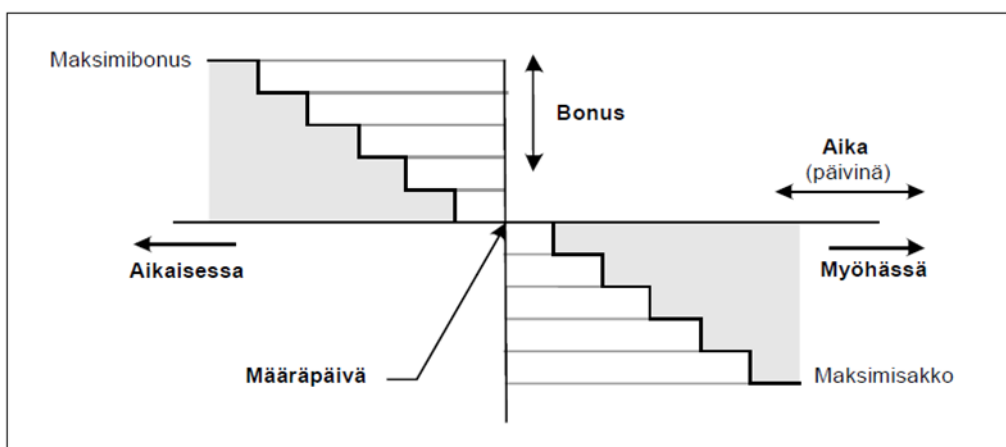 Maksimibonus
Bonus
Aika
(päivinä)
Aikaisessa
Myöhässä
Määräpäivä
Maksimisakko